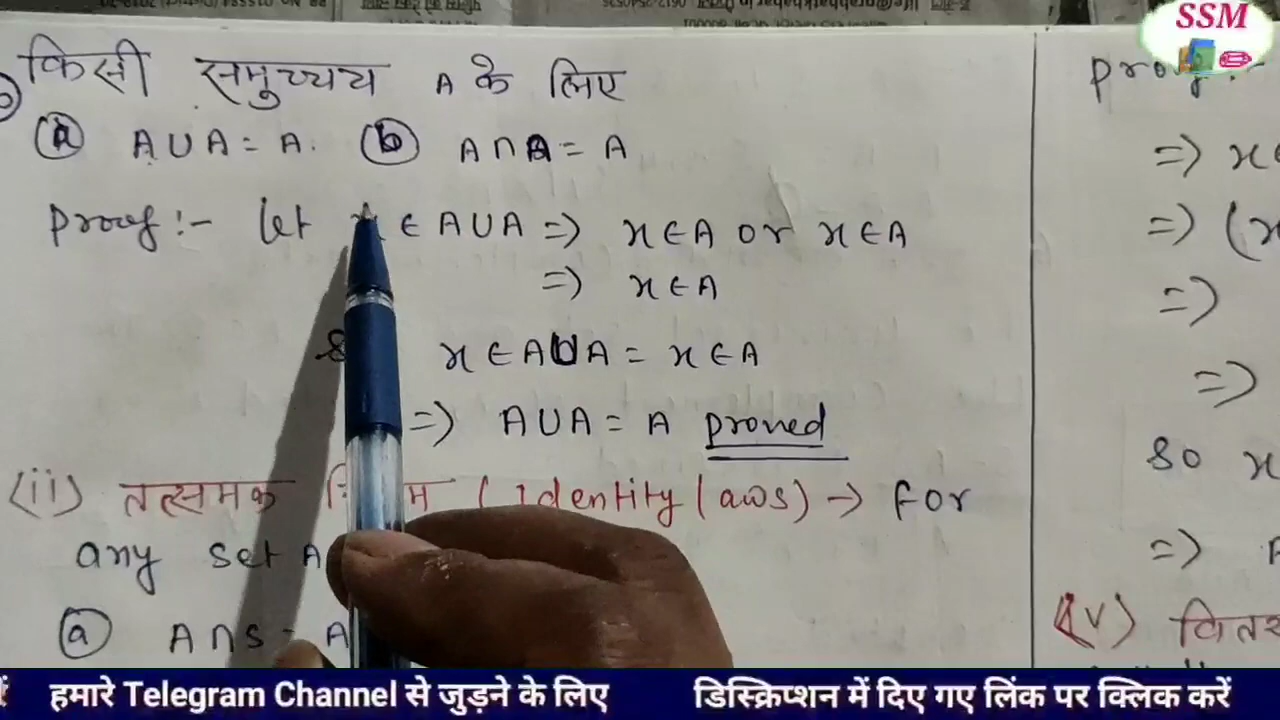 SSM
किसी समुच्चय A के लिए
(a) A∪A = A. (b) A∩A = A
Proof :- Let x ∈ A∪A => x∈A or x∈A
=> x∈A
x ∈ A∪A = x∈A
=> A∪A = A proved
(ii) तत्समक (Identity laws) -> For
any set A
(a) A∩S = A
=> x
=> (x
=>
=>
so x
=>
(v)
हमारे Telegram Channel से जुड़ने के लिए डिस्क्रिप्शन में दिए गए लिंक पर क्लिक करें